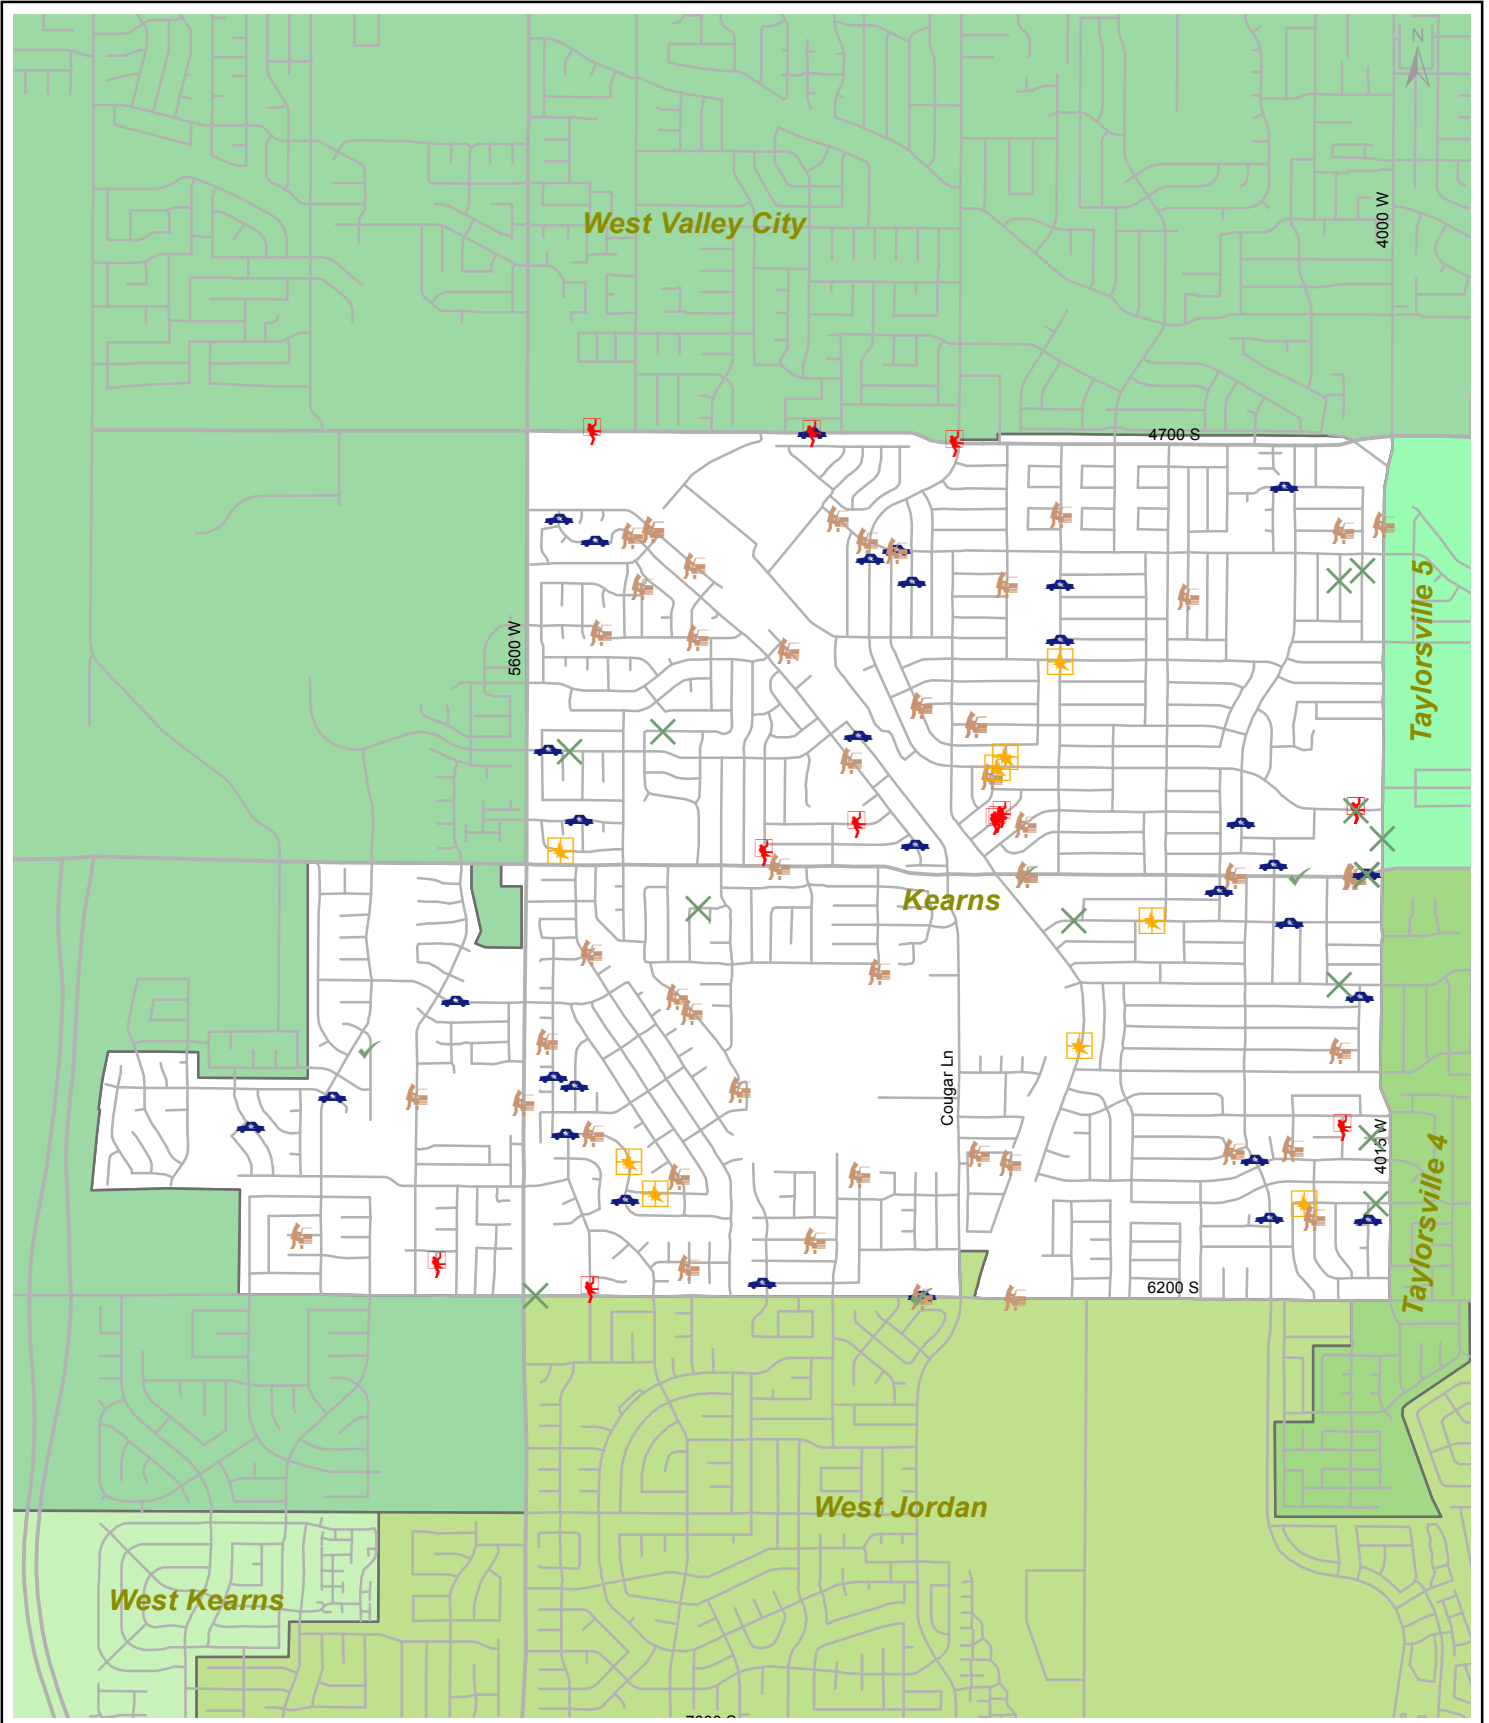 N
4000 W
West Valley City
4700 S
Taylorsville 5
5600 W
Kearns
Cougar Ln
4015 W
Taylorsville 4
6200 S
West Jordan
West Kearns